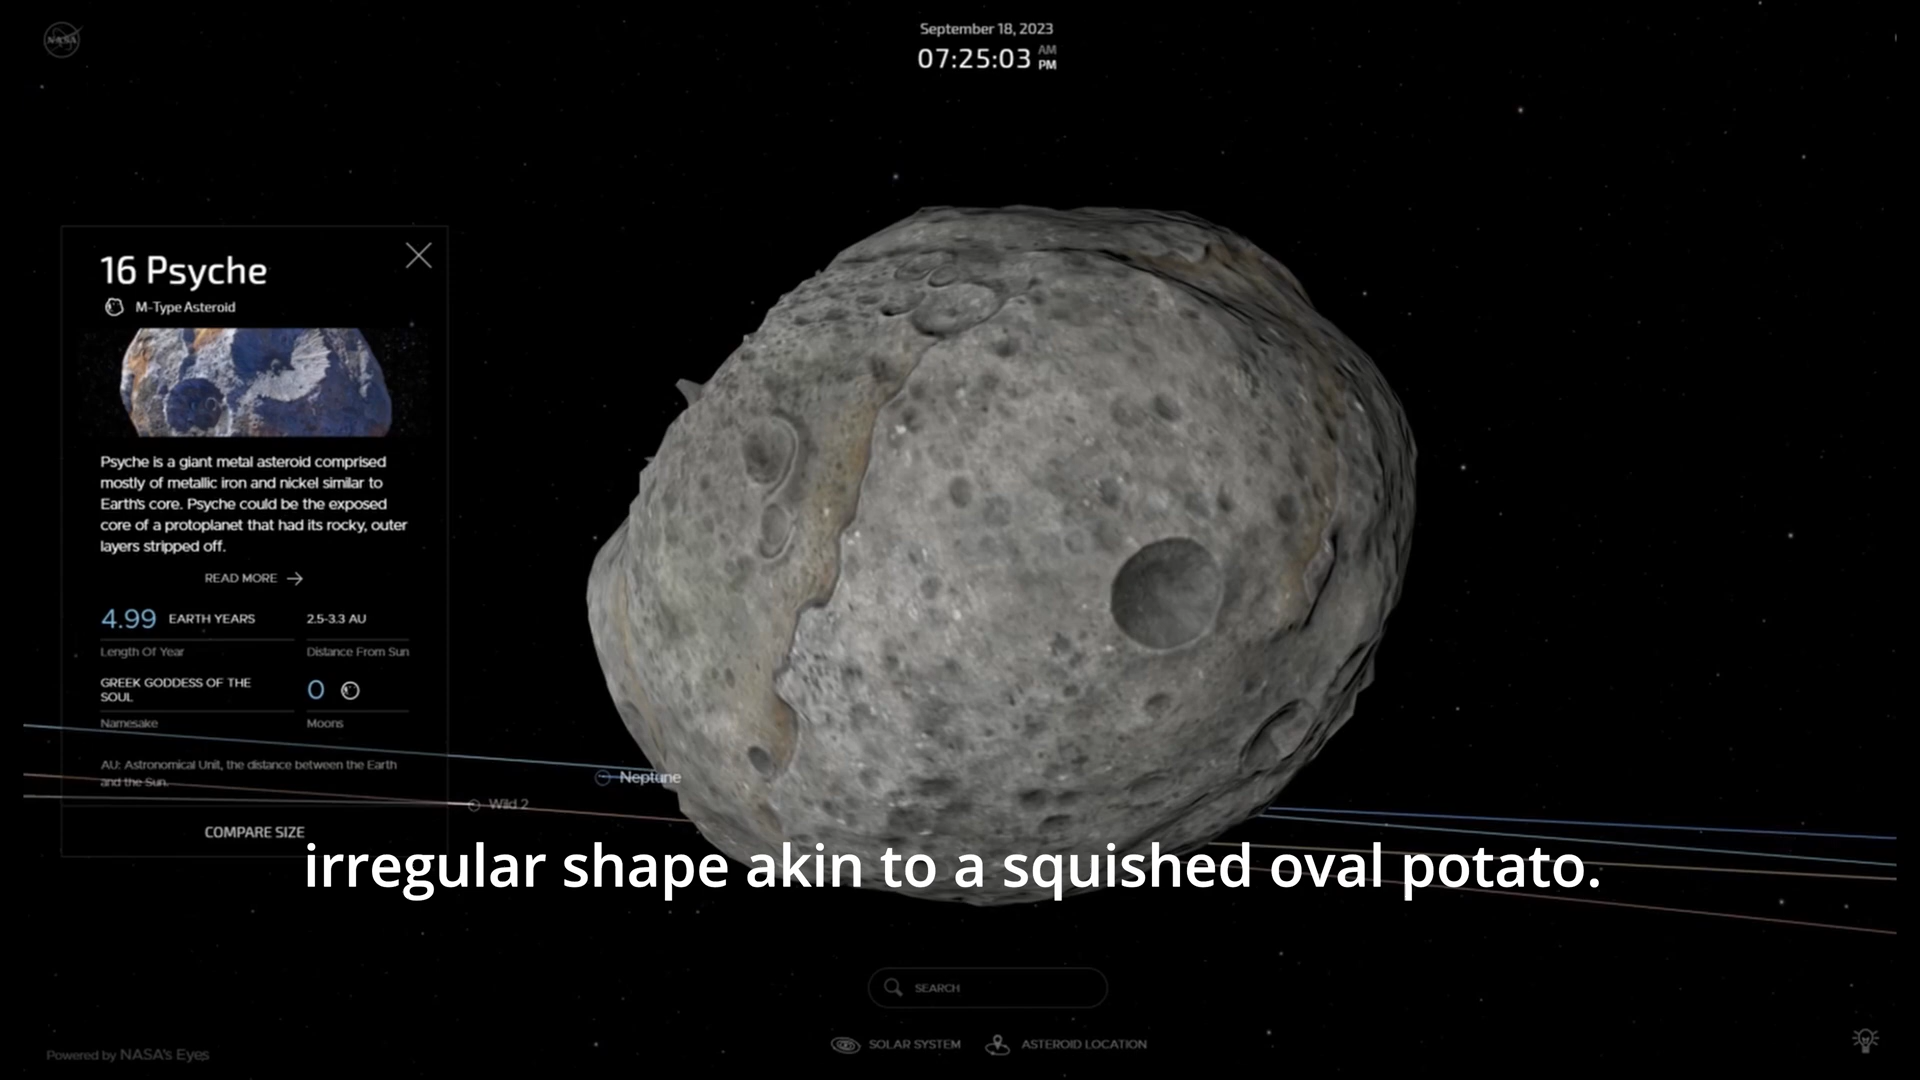 NASA
September 18, 2023
07:25:03 AM
PM
16 Psyche
M-Type Asteroid
Psyche is a giant metal asteroid comprised
mostly of metallic iron and nickel similar to
Earth's core. Psyche could be the exposed
core of a protoplanet that had its rocky, outer
layers stripped off.
READ MORE
4.99 EARTH YEARS
Length Of Year
2.5-3.3 AU
Distance From Sun
GREEK GODDESS OF THE
SOUL
Namesake
0
Moons
AU: Astronomical Unit, the distance between the Earth
and the Sun.
COMPARE SIZE
Neptune
Wild 2
irregular shape akin to a squished oval potato.
SEARCH
SOLAR SYSTEM
ASTEROID LOCATION
Powered by NASA's Eyes